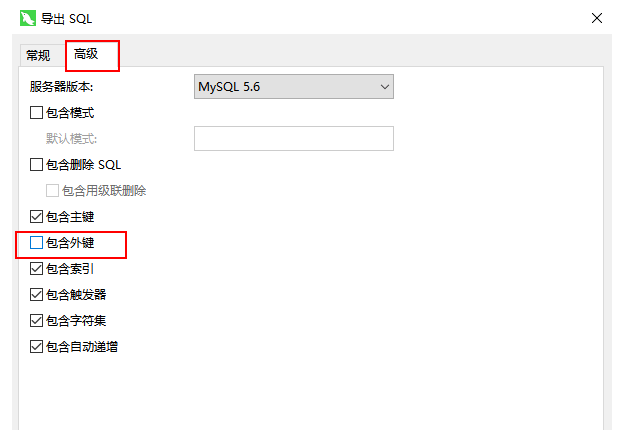 导出 SQL
常规 高级
服务器版本: MySQL 5.6
包含模式
默认模式:
包含删除 SQL
包含用级联删除
包含主键
包含外键
包含索引
包含触发器
包含字符集
包含自动递增